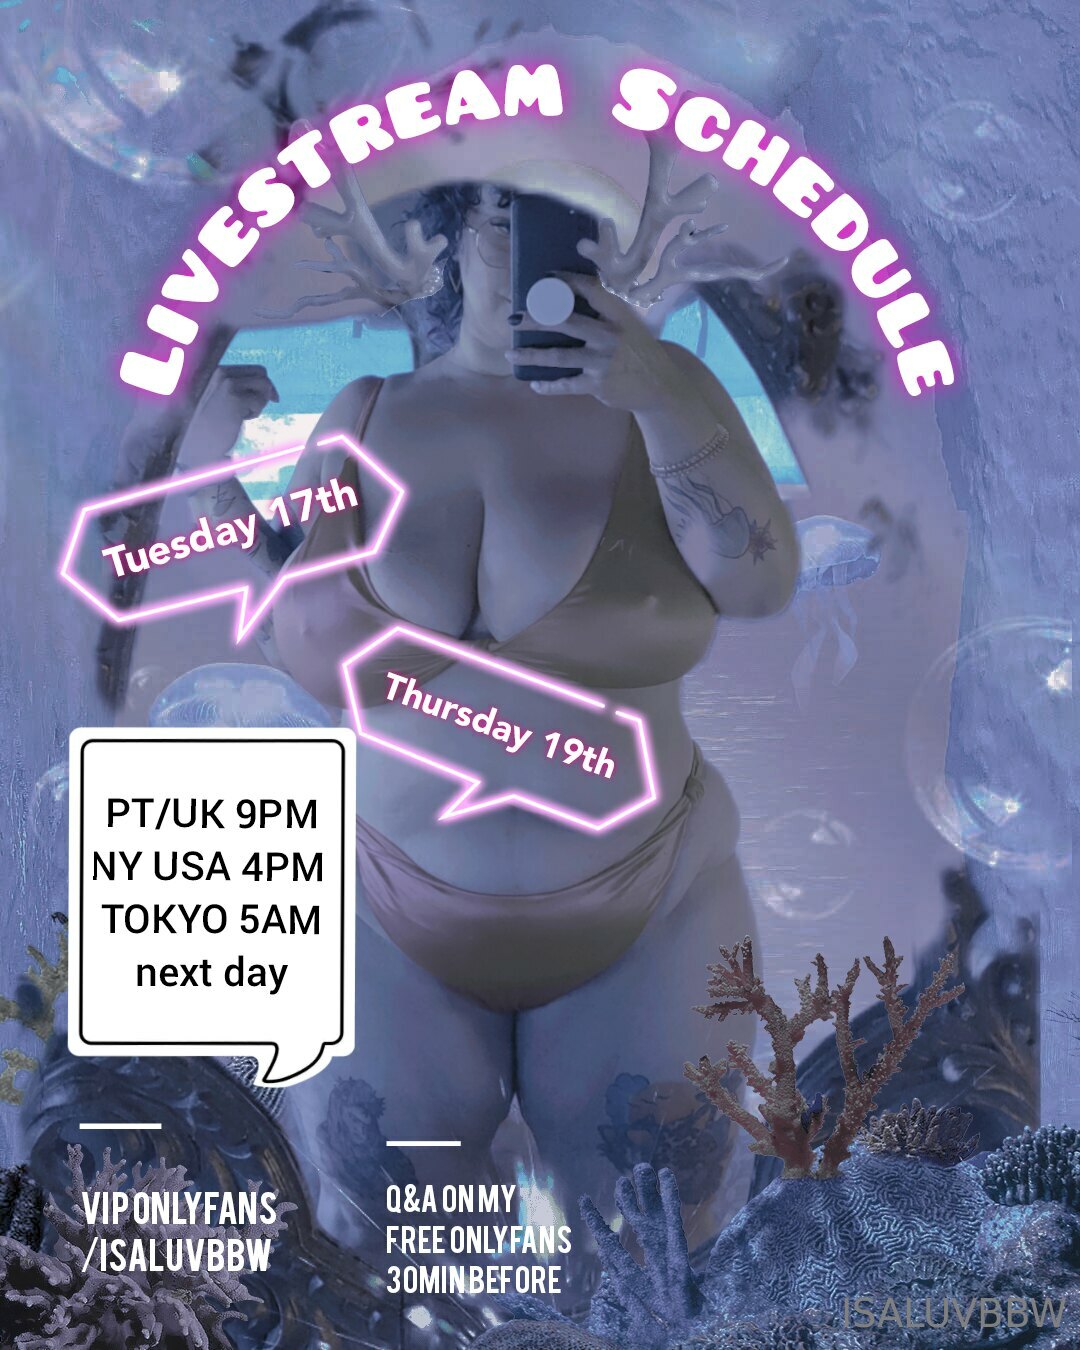 LIVESTREAM SCHEDULE
Tuesday 17th
Thursday 19th
PT/UK 9PM
NY USA 4PM
TOKYO 5AM
next day
VIP ONLYFANS
/ISALUVBBW
Q&A ON MY
FREE ONLYFANS
30MIN BEFORE
ISALUVBBW